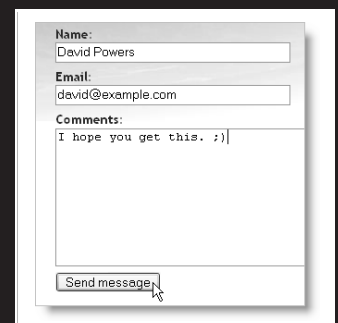 Name:
David Powers
Email:
david@example.com
Comments:
I hope you get this. ;)
Send message